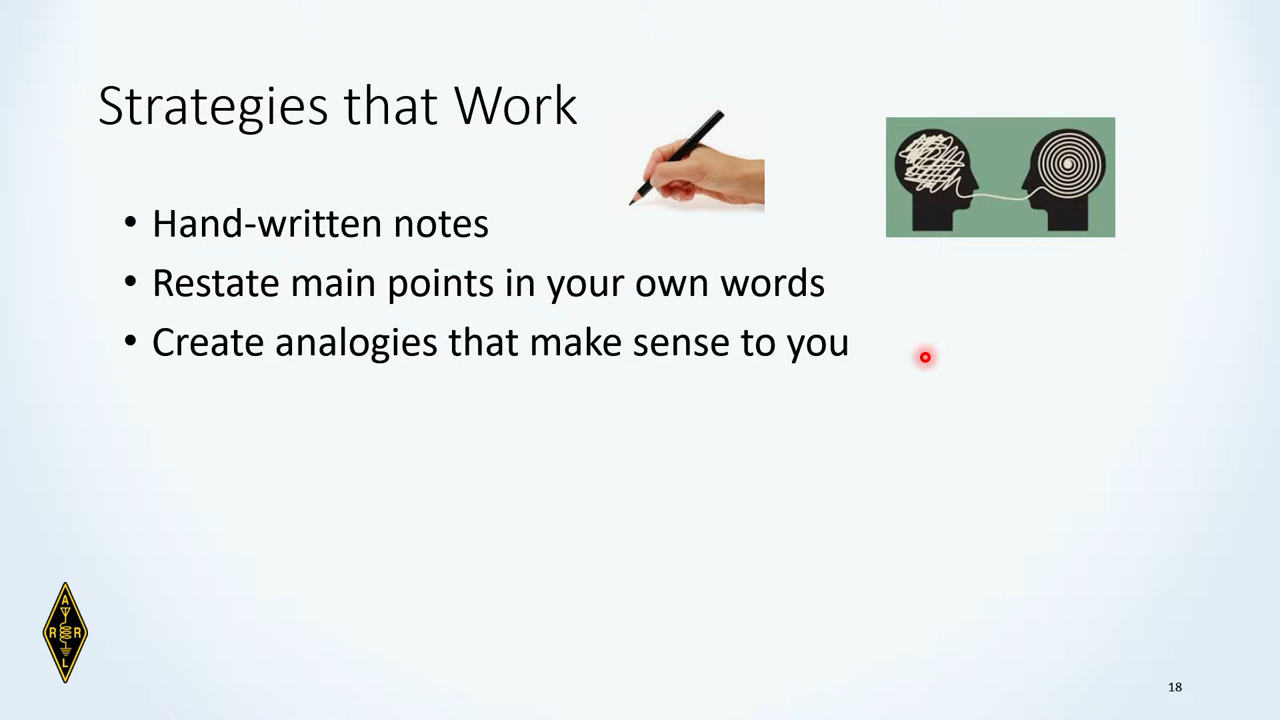 Strategies that Work
• Hand-written notes
• Restate main points in your own words
• Create analogies that make sense to you
A
R R
L
18